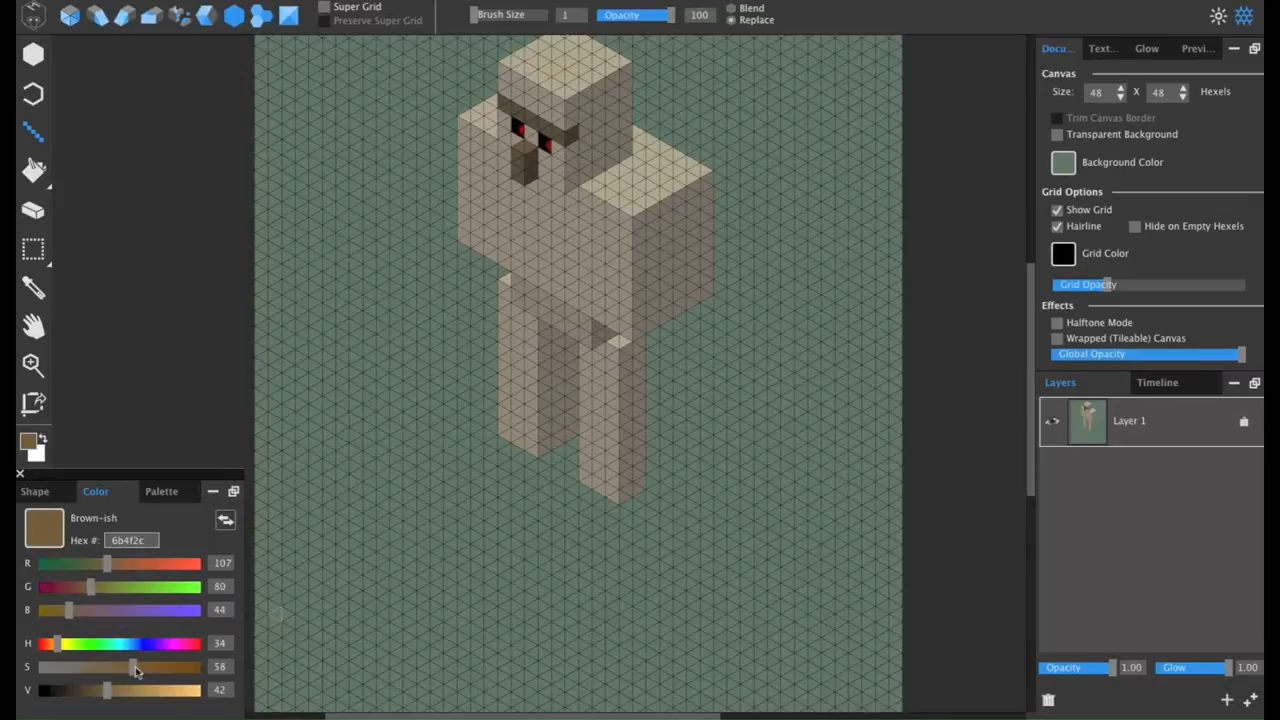 Super Grid
Preserve Super Grid
Brush Size 1
Opacity 100
Blend
Replace
Docu... Text... Glow Previ...
Canvas
Size: 48 X 48 Hexels
Trim Canvas Border
Transparent Background
Background Color
Grid Options
Show Grid
Hairline Hide on Empty Hexels
Grid Color
Grid Opacity
Effects
Halftone Mode
Wrapped (Tileable) Canvas
Global Opacity
Layers Timeline
Layer 1
Opacity 1.00 Glow 1.00
Shape Color Palette
Brown-ish
Hex #: 6b4f2c
R 107
G 80
B 44
H 34
S 58
V 42